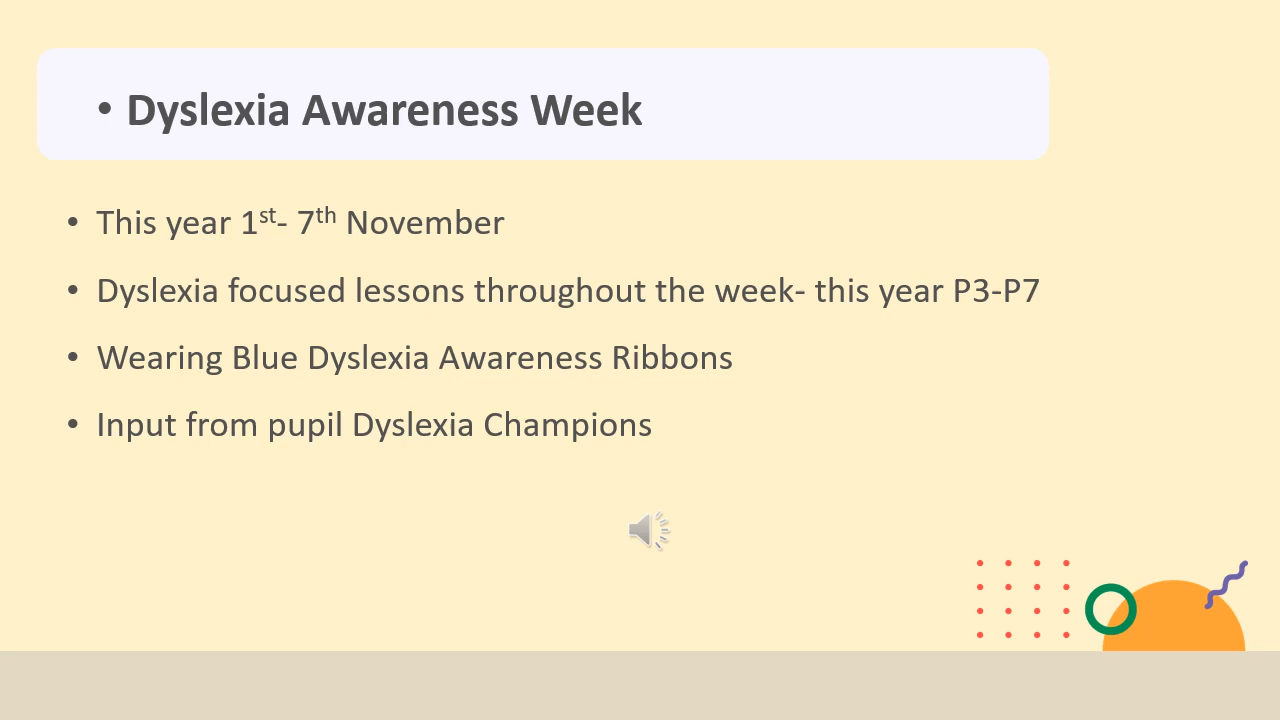 • Dyslexia Awareness Week
• This year 1st- 7th November
• Dyslexia focused lessons throughout the week- this year P3-P7
• Wearing Blue Dyslexia Awareness Ribbons
• Input from pupil Dyslexia Champions